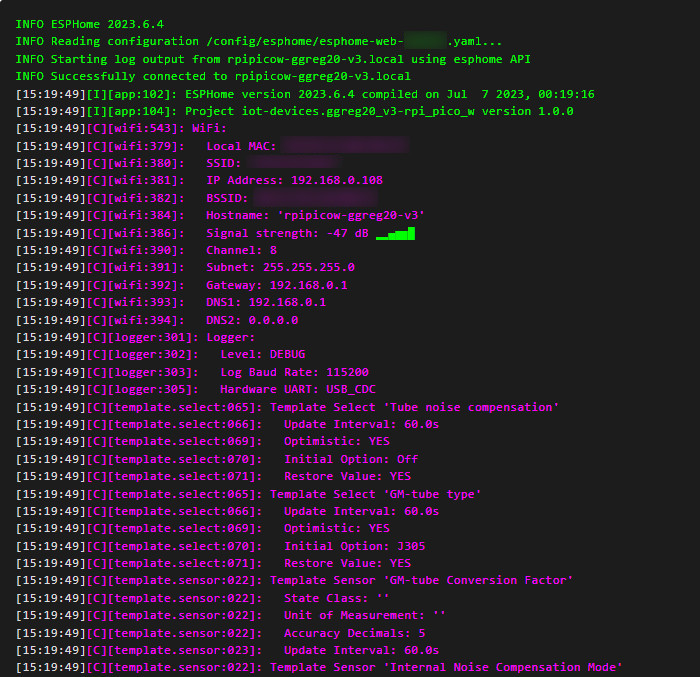 INFO ESPHome 2023.6.4
INFO Reading configuration /config/esphome/esphome-web- .yaml...
INFO Starting log output from rpipicow-ggreg20-v3.local using esphome API
INFO Successfully connected to rpipicow-ggreg20-v3.local
[15:19:49][I][app:102]: ESPHome version 2023.6.4 compiled on Jul  7 2023, 00:19:16
[15:19:49][I][app:104]: Project iot-devices.ggreg20_v3-rpi_pico_w version 1.0.0
[15:19:49][C][wifi:543]: WiFi:
[15:19:49][C][wifi:379]:   Local MAC:
[15:19:49][C][wifi:380]:   SSID:
[15:19:49][C][wifi:381]:   IP Address: 192.168.0.108
[15:19:49][C][wifi:382]:   BSSID:
[15:19:49][C][wifi:384]:   Hostname: 'rpipicow-ggreg20-v3'
[15:19:49][C][wifi:386]:   Signal strength: -47 dB ▂▄▆█
[15:19:49][C][wifi:390]:   Channel: 8
[15:19:49][C][wifi:391]:   Subnet: 255.255.255.0
[15:19:49][C][wifi:392]:   Gateway: 192.168.0.1
[15:19:49][C][wifi:393]:   DNS1: 192.168.0.1
[15:19:49][C][wifi:394]:   DNS2: 0.0.0.0
[15:19:49][C][logger:301]: Logger:
[15:19:49][C][logger:302]:   Level: DEBUG
[15:19:49][C][logger:303]:   Log Baud Rate: 115200
[15:19:49][C][logger:305]:   Hardware UART: USB_CDC
[15:19:49][C][template.select:065]: Template Select 'Tube noise compensation'
[15:19:49][C][template.select:066]:   Update Interval: 60.0s
[15:19:49][C][template.select:069]:   Optimistic: YES
[15:19:49][C][template.select:070]:   Initial Option: Off
[15:19:49][C][template.select:071]:   Restore Value: YES
[15:19:49][C][template.select:065]: Template Select 'GM-tube type'
[15:19:49][C][template.select:066]:   Update Interval: 60.0s
[15:19:49][C][template.select:069]:   Optimistic: YES
[15:19:49][C][template.select:070]:   Initial Option: J305
[15:19:49][C][template.select:071]:   Restore Value: YES
[15:19:49][C][template.sensor:022]: Template Sensor 'GM-tube Conversion Factor'
[15:19:49][C][template.sensor:022]:   State Class: ''
[15:19:49][C][template.sensor:022]:   Unit of Measurement: ''
[15:19:49][C][template.sensor:022]:   Accuracy Decimals: 5
[15:19:49][C][template.sensor:023]:   Update Interval: 60.0s
[15:19:49][C][template.sensor:022]: Template Sensor 'Internal Noise Compensation Mode'